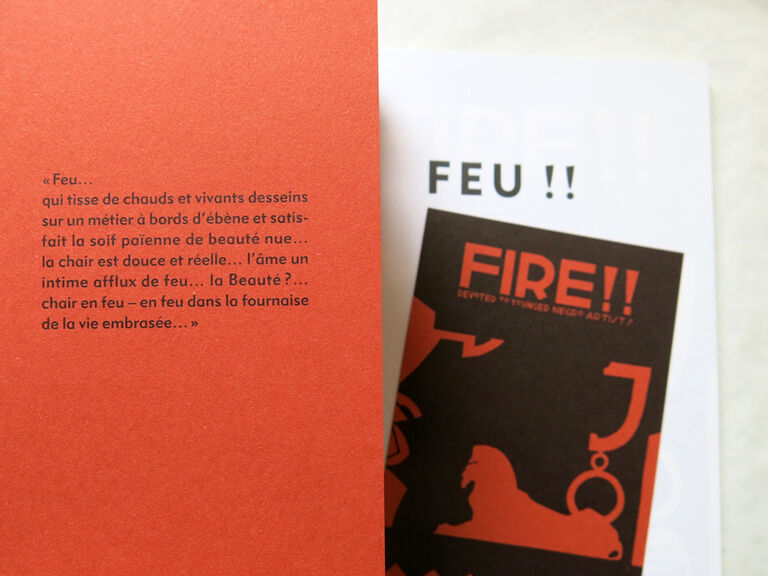 « Feu…
qui tisse de chauds et vivants desseins
sur un métier à bords d’ébène et satis-
fait la soif païenne de beauté nue…
la chair est douce et réelle… l’âme un
intime afflux de feu… la Beauté ?…
chair en feu – en feu dans la fournaise
de la vie embrasée… »
FEU !!
FIRE!!
DEVOTED TO YOUNGER NEGRO ARTISTS